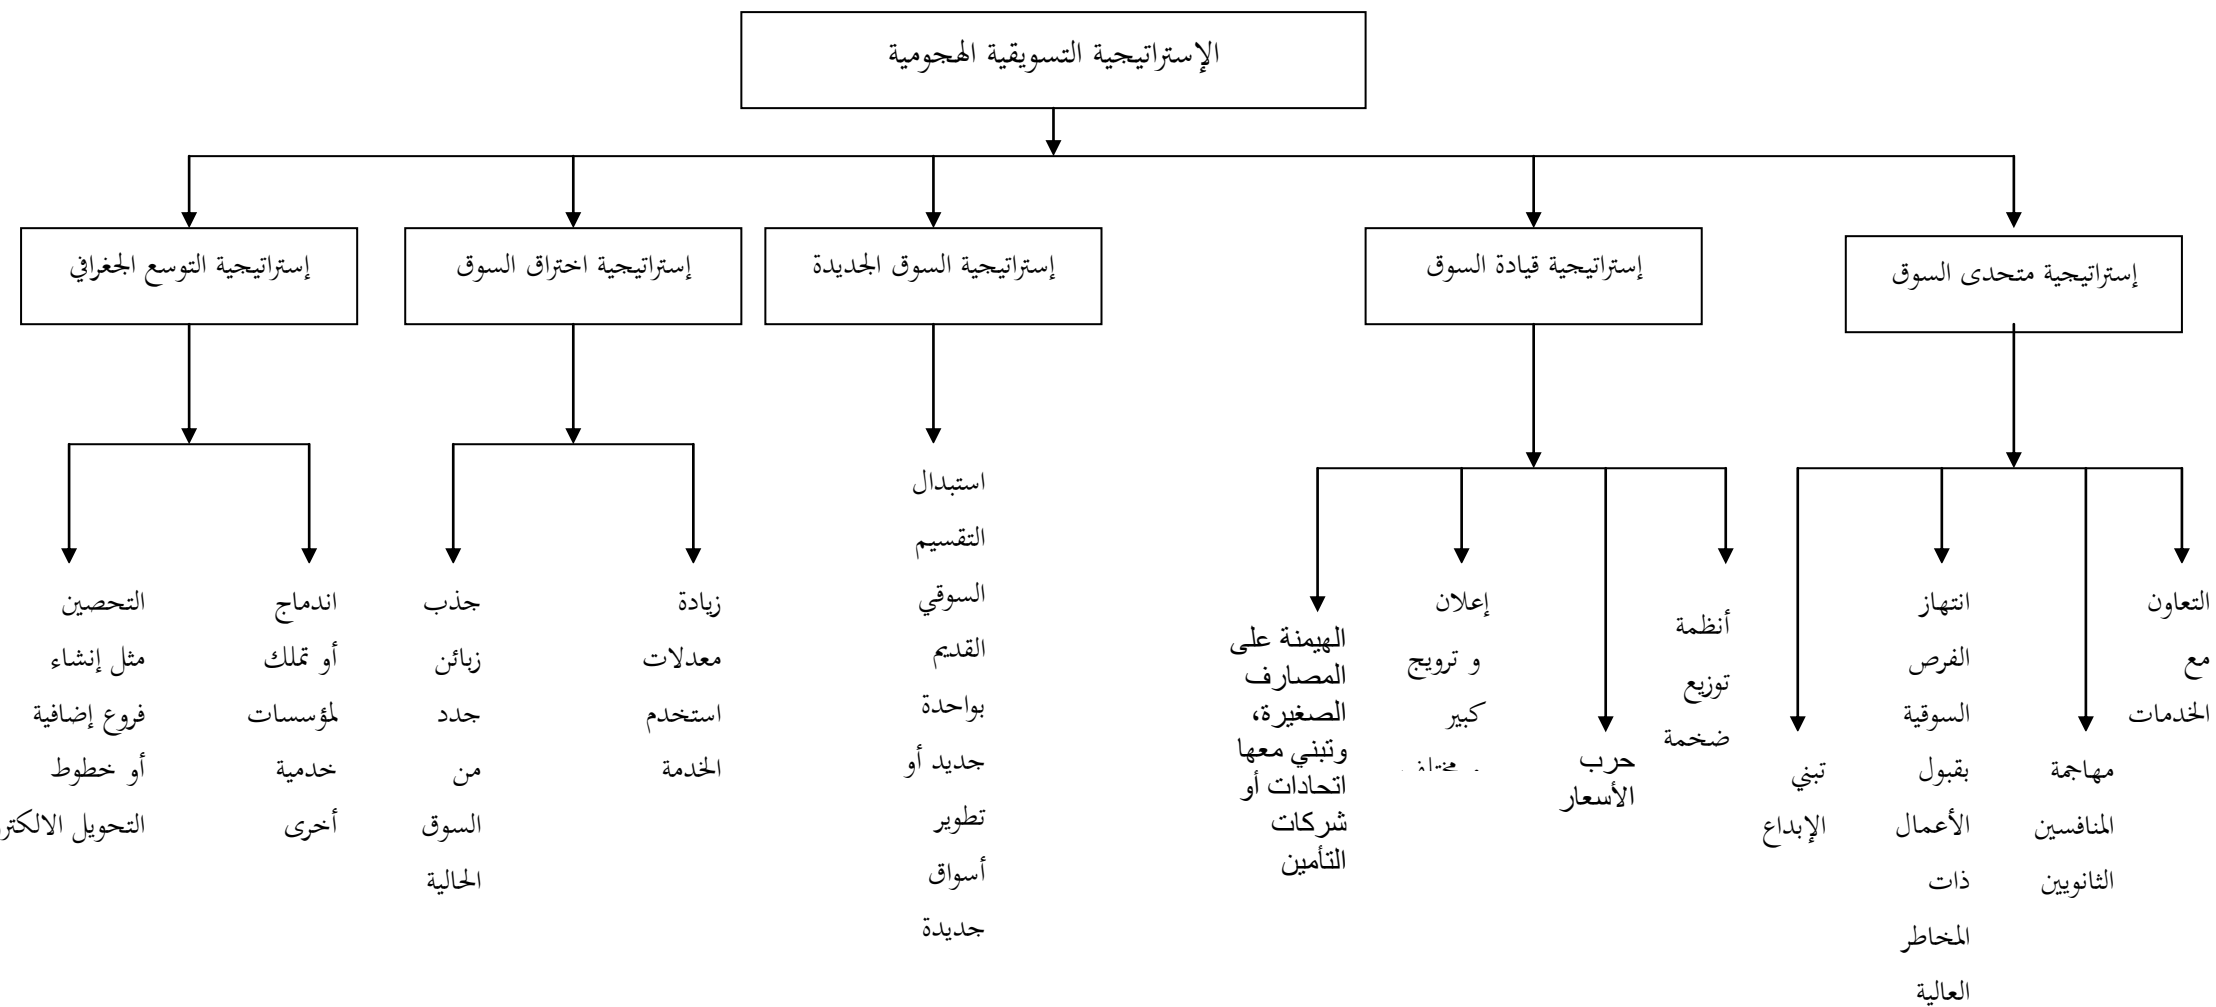 الإستراتيجية التسويقية الهجومية
إستراتيجية متحدى السوق
إستراتيجية قيادة السوق
إستراتيجية السوق الجديدة
إستراتيجية اختراق السوق
إستراتيجية التوسع الجغرافي
التعاون
مع
الخدمات
مهاجمة
المنافسين
الثانويين
انتهاز
الفرص
السوقية
بقبول
الأعمال
ذات
المخاطر
العالية
تبني
الإبداع
أنظمة
توزيع
ضخمة
حرب
الأسعار
إعلان
و ترويج
كبير
الهيمنة على
المصارف
الصغيرة،
وتبني معها
اتحادات أو
شركات
التأمين
استبدال
التقسيم
السوقي
القديم
بواحدة
جديد أو
تطوير
أسواق
جديدة
زيادة
معدلات
استخدم
الخدمة
جذب
زبائن
جدد
من
السوق
الحالية
اندماج
أو تملك
لمؤسسات
خدمية
أخرى
التحصين
مثل إنشاء
فروع إضافية
أو خطوط
التحويل